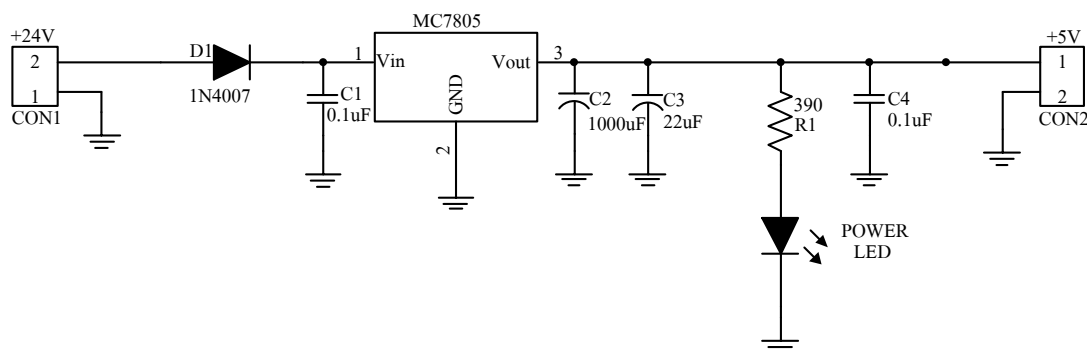 MC7805
+24V
+5V
D1
2
1
Vin
Vout
3
1
1
1N4007
CON1
C1
0.1uF
GND
2
C2
1000uF
C3
22uF
390
R1
C4
0.1uF
2
CON2
POWER
LED